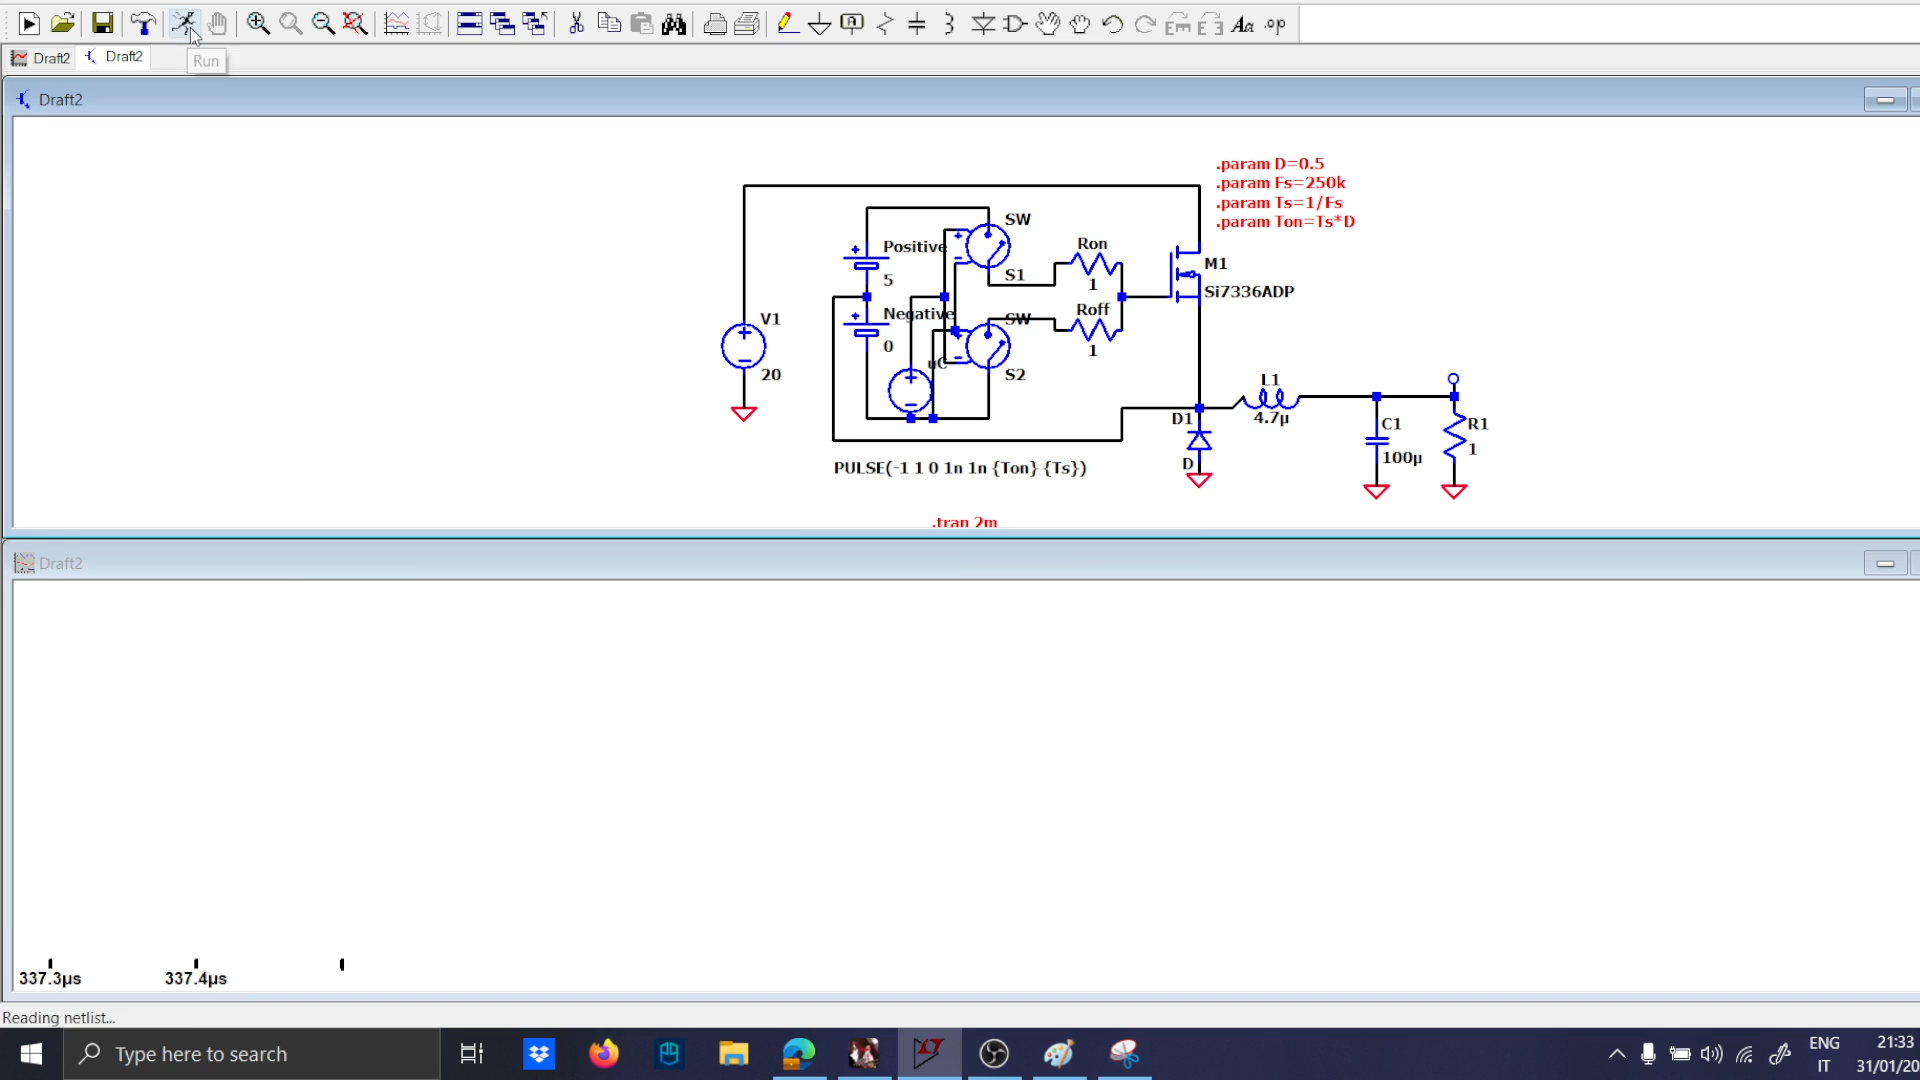 Draft2
Draft2
Run
Draft2
.param D=0.5
.param Fs=250k
.param Ts=1/Fs
.param Ton=Ts*D
SW
Positive
5
S1
Ron
1
M1
Si7336ADP
V1
20
Negative
0
SW
uC
S2
Roff
1
L1
4.7µ
D1
D
C1
100µ
R1
1
PULSE(-1 1 0 1n 1n {Ton} {Ts})
.tran 2m
Draft2
337.3µs
337.4µs
Reading netlist...
Type here to search
ENG
IT
21:33
31/01/20